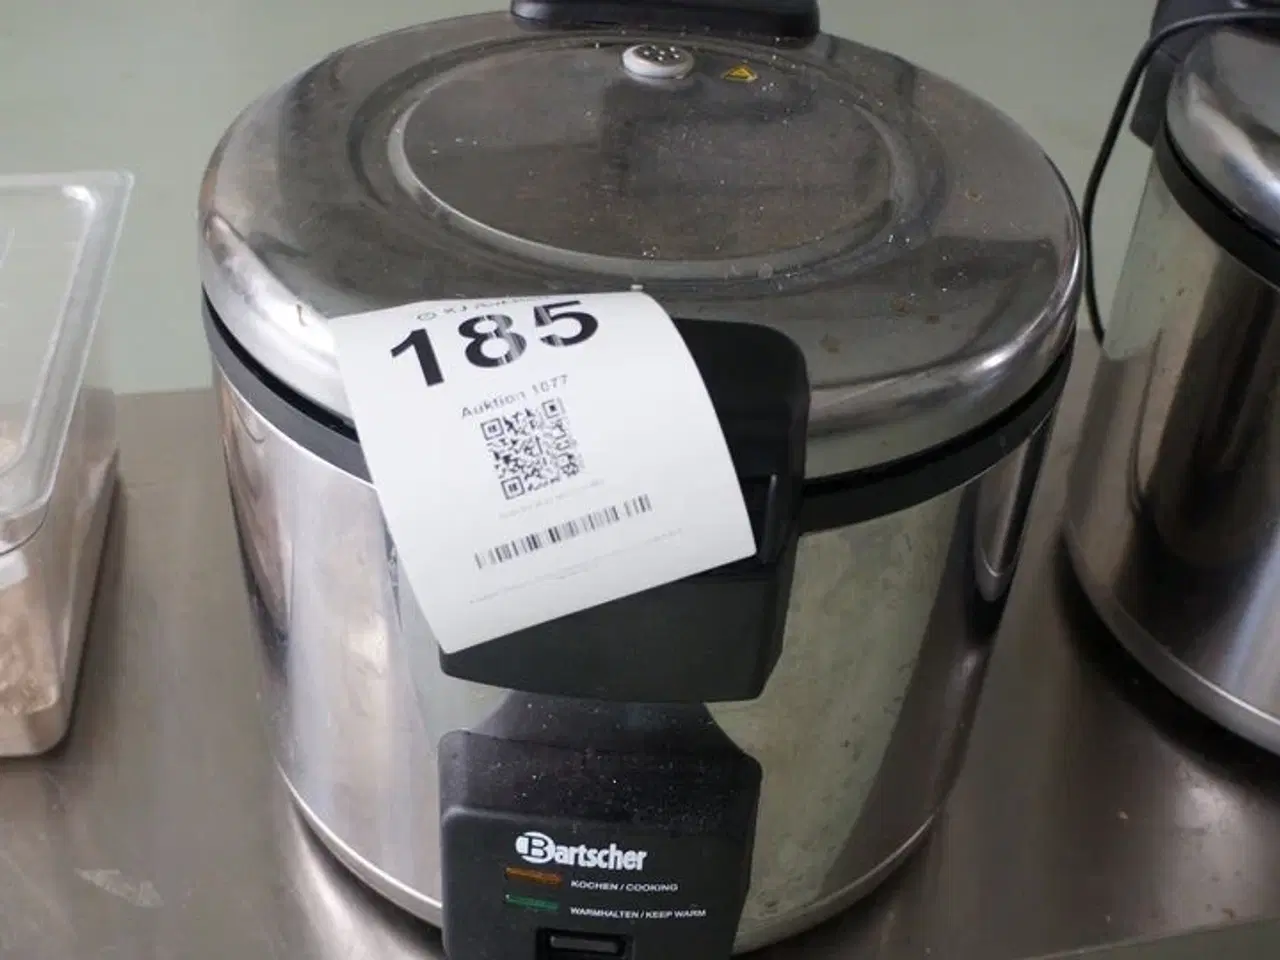 185
Auktion 1077
Bartscher
KOCHEN / COOKING
WARMHALTEN / KEEP WARM